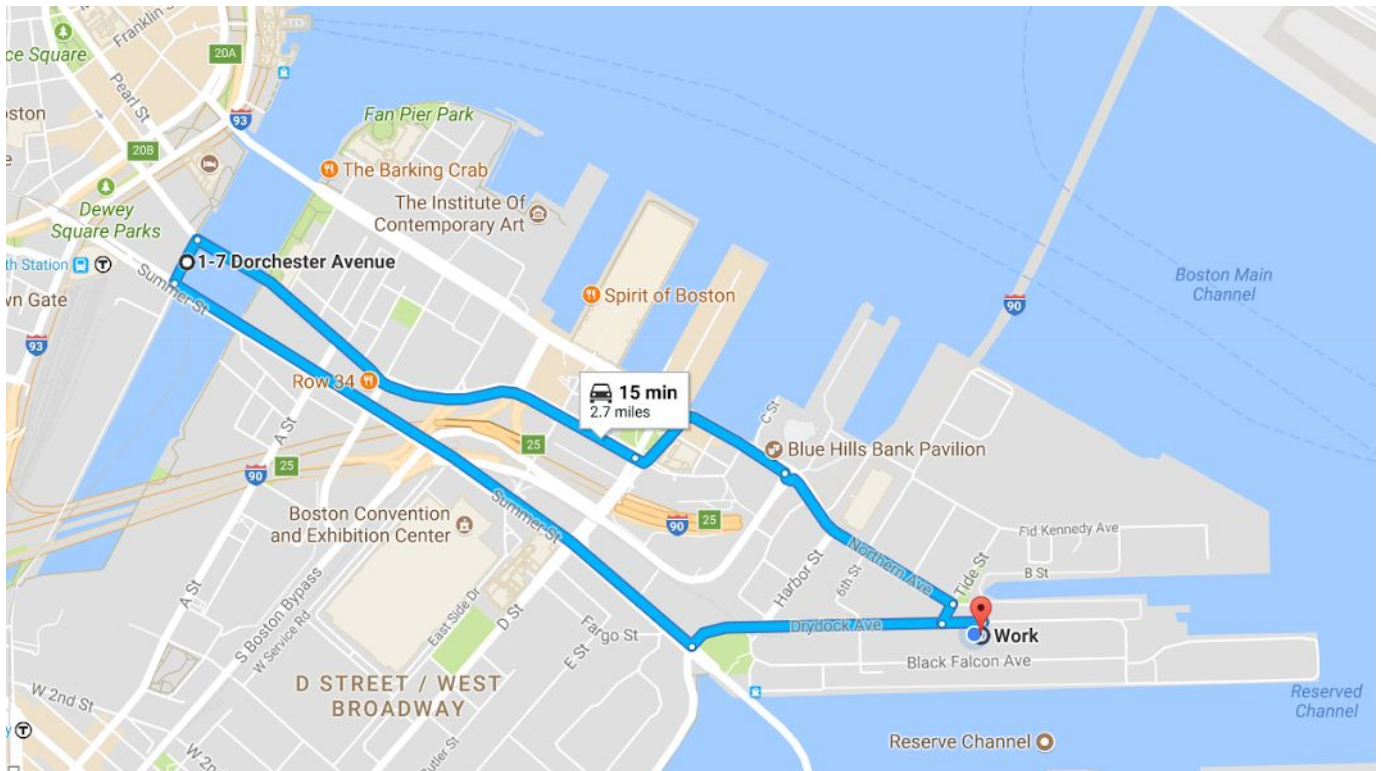 ce Square
Franklin S
20A
Pearl St
93
Fan Pier Park
oston
20B
The Barking Crab
The Institute Of
Contemporary Art
Dewey
Square Parks
1-7 Dorchester Avenue
th Station
T
Summer St
Boston Main
Channel
Spirit of Boston
90
wn Gate
93
Row 34
15 min
2.7 miles
C St
A St
25
Blue Hills Bank Pavilion
25
90
Summer St
25
90
Boston Convention
and Exhibition Center
Northern Ave
Fid Kennedy Ave
Tide St
B St
Harbor St
6th St
A St
S Boston Bypass
W Service Rd
East Side Dr
D St
Fargo St
E St
Drydock Ave
Work
Black Falcon Ave
D STREET / WEST
BROADWAY
W 2nd St
Reserved
Channel
y
T
Reserve Channel
W 2nd
Butler St